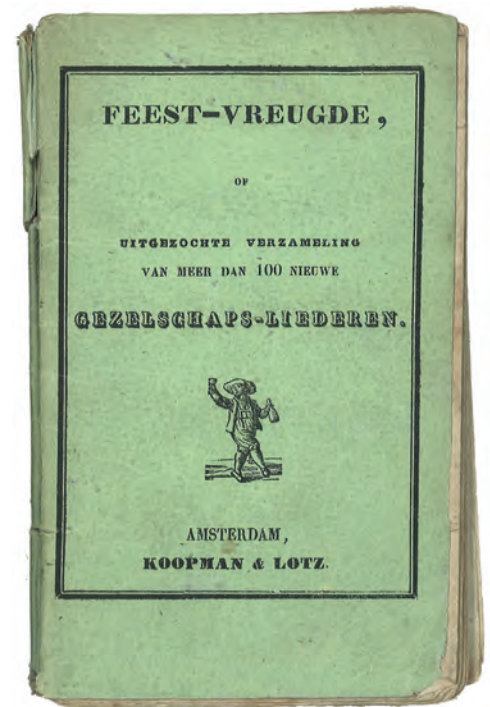 FEEST-VREUGDE,
OF
UITGEZOCHTE VERZAMELING
VAN MEER DAN 100 NIEUWE
GEZELSCHAPS-LIEDEREN.
AMSTERDAM,
KOOPMAN & LOTZ.